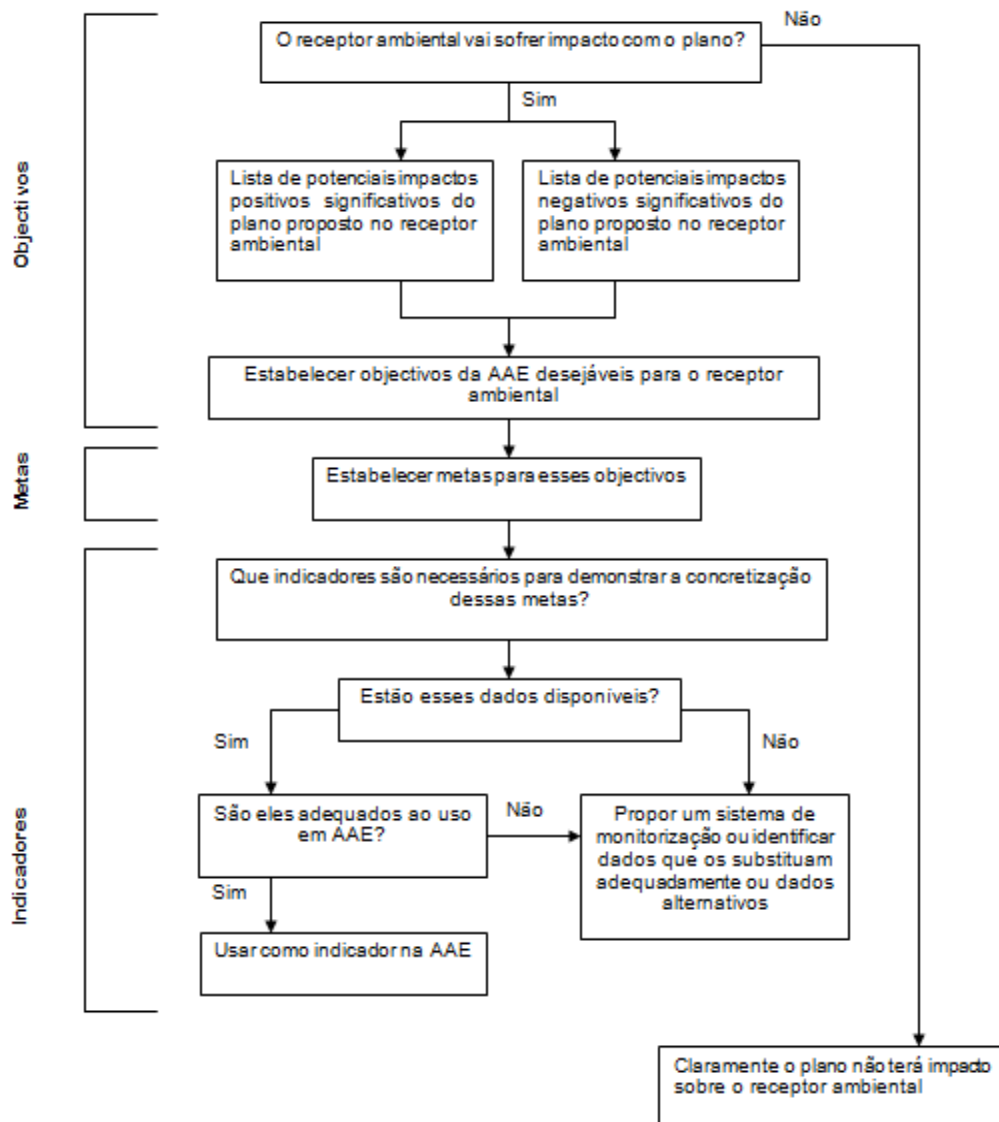 Não
O receptor ambiental vai sofrer impacto com o plano?
Sim
Objectivos
Lista de potenciais impactos
positivos significativos do
plano proposto no receptor
ambiental
Lista de potenciais impactos
negativos significativos do
plano proposto no receptor
ambiental
Estabelecer objectivos da AAE desejáveis para o receptor
ambiental
Metas
Estabelecer metas para esses objectivos
Que indicadores são necessários para demonstrar a concretização
dessas metas?
Estão esses dados disponíveis?
Sim
Não
Indicadores
São eles adequados ao uso
em AAE?
Não
Propor um sistema de
monitorização ou identificar
dados que os substituam
adequadamente ou dados
alternativos
Sim
Usar como indicador na AAE
Claramente o plano não terá impacto
sobre o receptor ambiental